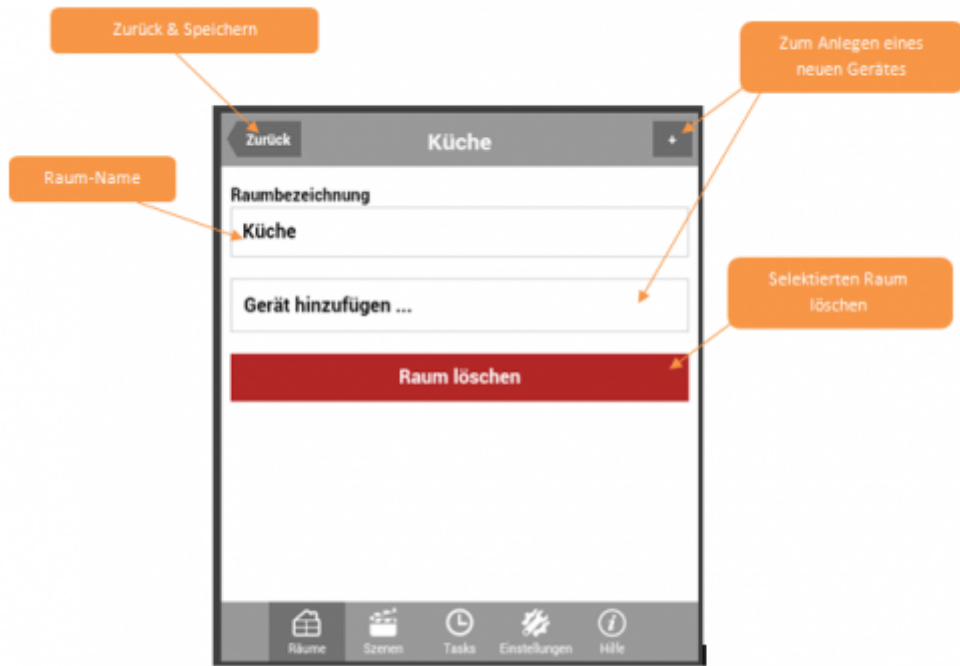 Zurück & Speichern
Zum Anlegen eines
neuen Gerätes
Zurück
Küche
+
Raum-Name
Raumbezeichnung
Küche
Selektierten Raum
löschen
Gerät hinzufügen ...
Raum löschen
Räume
Szenen
Tasks
Einstellungen
Hilfe